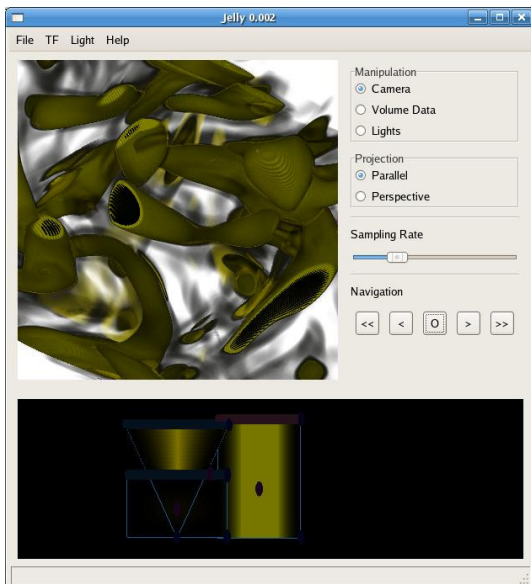 Jelly 0.002
File TF Light Help
Manipulation
Camera
Volume Data
Lights
Projection
Parallel
Perspective
Sampling Rate
Navigation
<< < O > >>